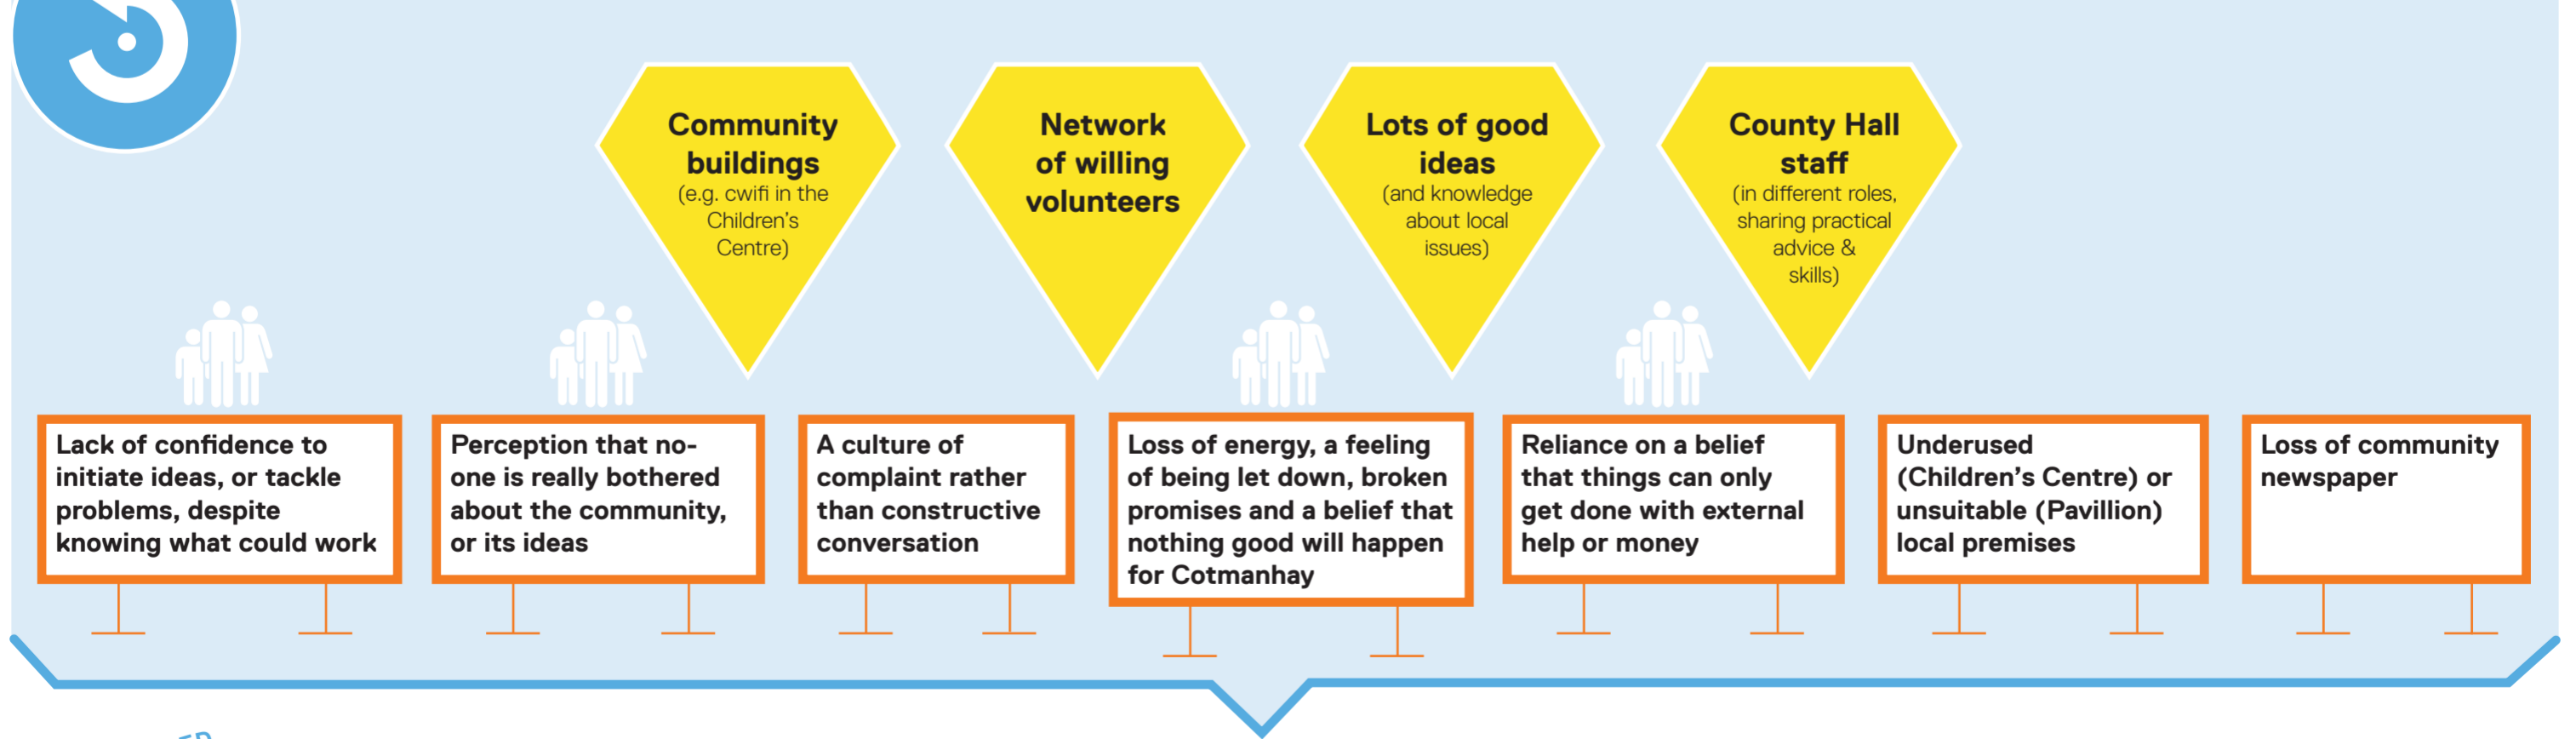 Community
buildings
(e.g. cwifi in the
Children's
Centre)
Network
of willing
volunteers
Lots of good
ideas
(and knowledge
about local
issues)
County Hall
staff
(in different roles,
sharing practical
advice &
skills)
Lack of confidence to
initiate ideas, or tackle
problems, despite
knowing what could work
Perception that no-
one is really bothered
about the community,
or its ideas
A culture of
complaint rather
than constructive
conversation
Loss of energy, a feeling
of being let down, broken
promises and a belief that
nothing good will happen
for Cotmanhay
Reliance on a belief
that things can only
get done with external
help or money
Underused
(Children's Centre) or
unsuitable (Pavillion)
local premises
Loss of community
newspaper